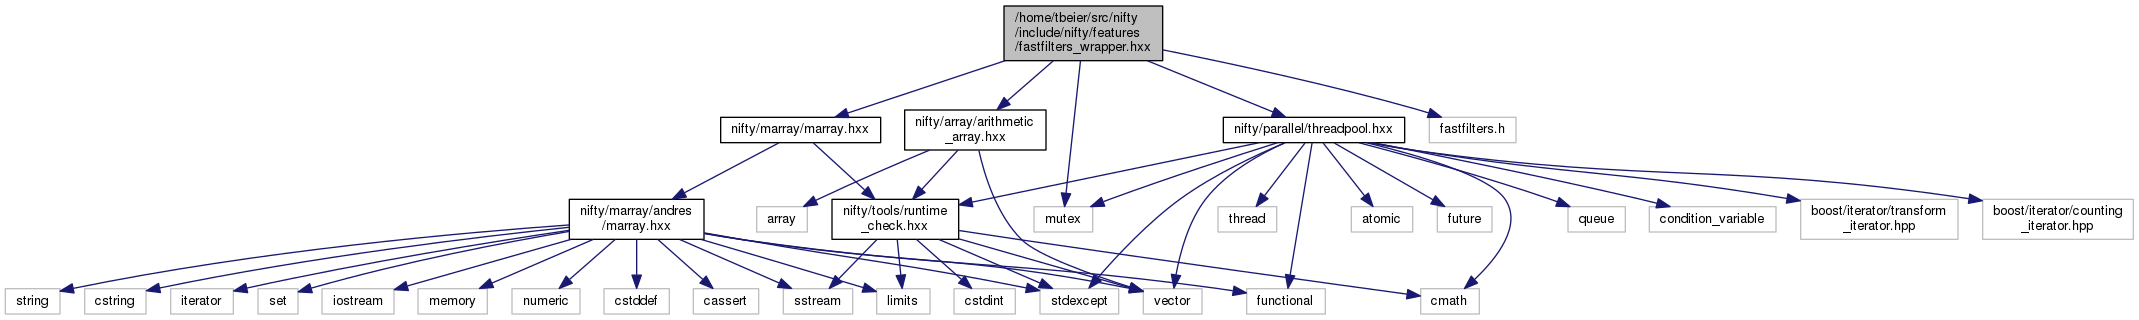 /home/tbeier/src/nifty
/include/nifty/features
/fastfilters_wrapper.hxx
nifty/marray/marray.hxx
nifty/array/arithmetic
_array.hxx
nifty/parallel/threadpool.hxx
fastfilters.h
nifty/marray/andres
/marray.hxx
array
nifty/tools/runtime
_check.hxx
mutex
thread
atomic
future
queue
condition_variable
boost/iterator/transform
_iterator.hpp
boost/iterator/counting
_iterator.hpp
string
cstring
iterator
set
iostream
memory
numeric
cstddef
cassert
sstream
limits
cstdint
stdexcept
vector
functional
cmath